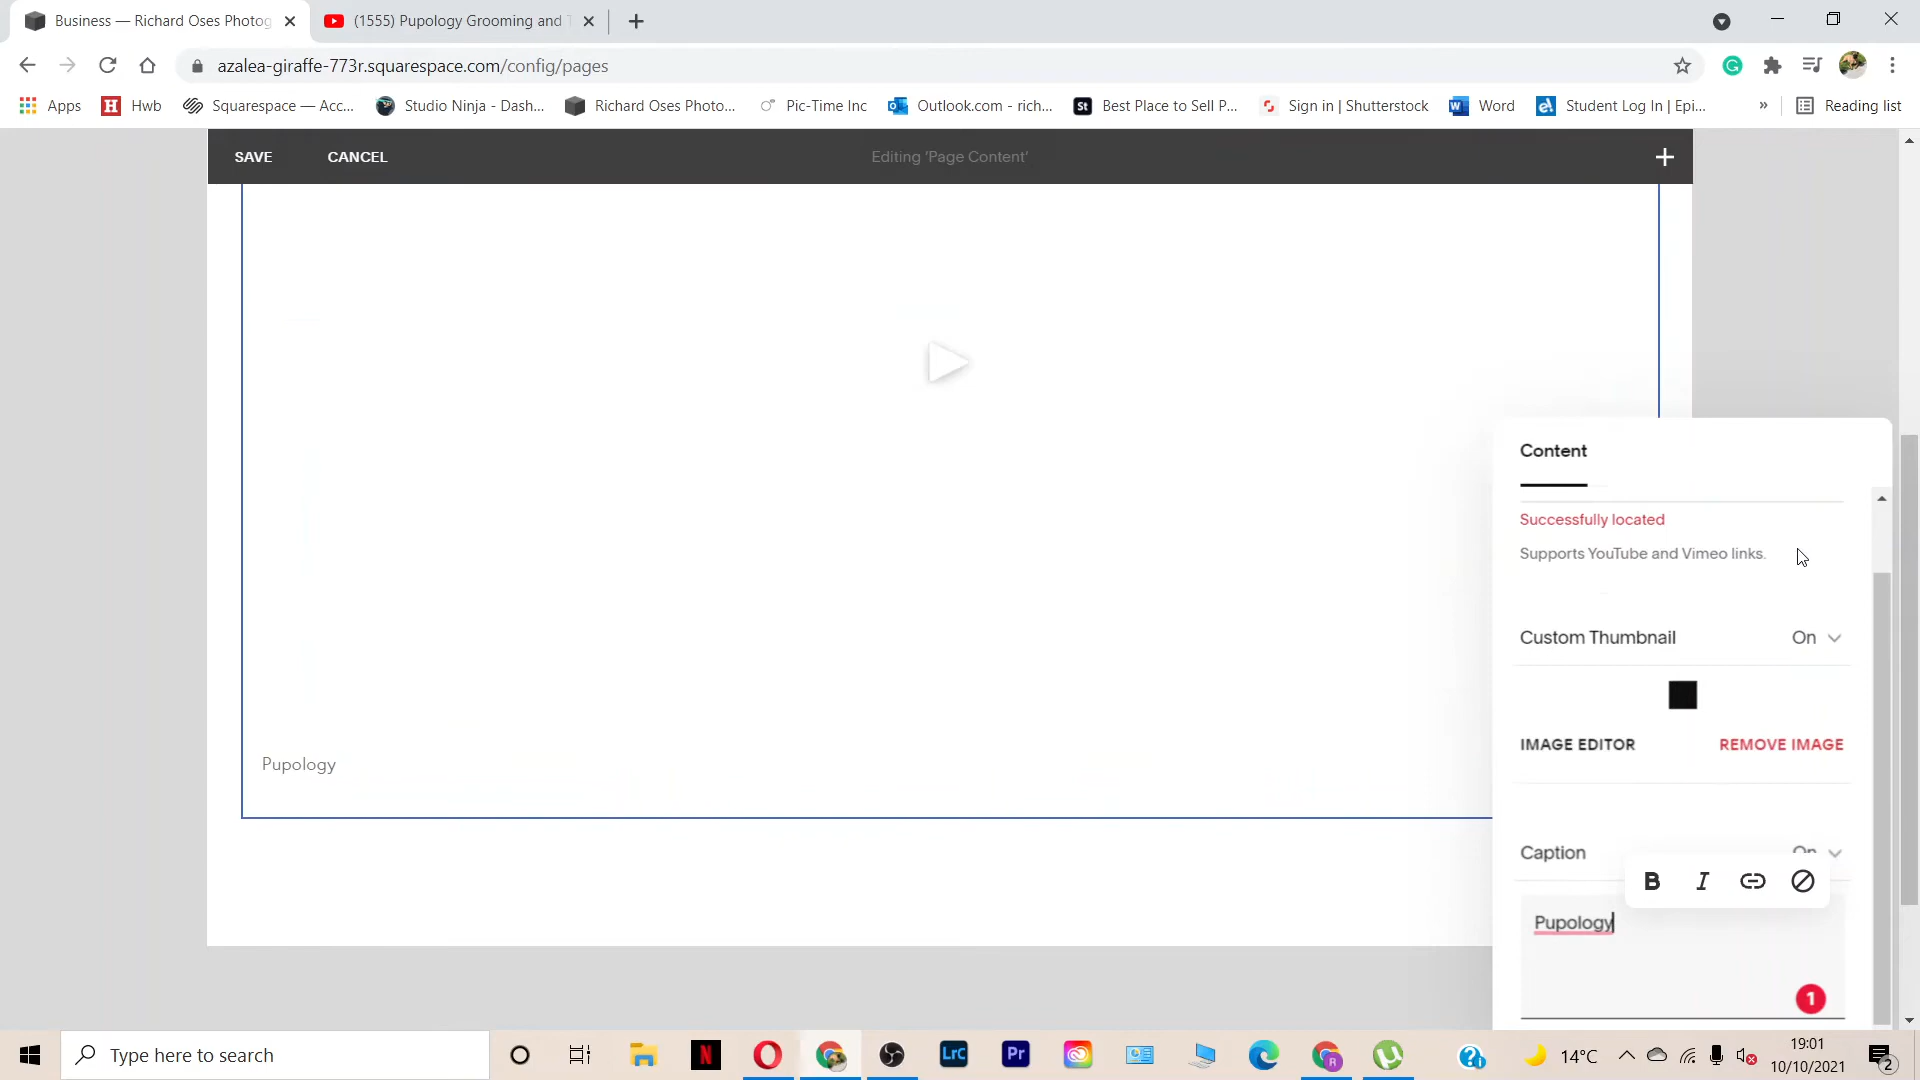 Business — Richard Oses Photog
(1555) Pupology Grooming and T
azalea-giraffe-773r.squarespace.com/config/pages
Apps
Hwb
Squarespace — Acc...
Studio Ninja - Dash...
Richard Oses Photo...
Pic-Time Inc
Outlook.com - rich...
Best Place to Sell P...
Sign in | Shutterstock
Word
Student Log In | Epi...
»
Reading list
SAVE
CANCEL
Editing 'Page Content'
Content
Successfully located
Supports YouTube and Vimeo links.
Custom Thumbnail
On
IMAGE EDITOR
REMOVE IMAGE
Pupology
Caption
On
B
I
Pupology
1
Type here to search
14°C
19:01
10/10/2021
2